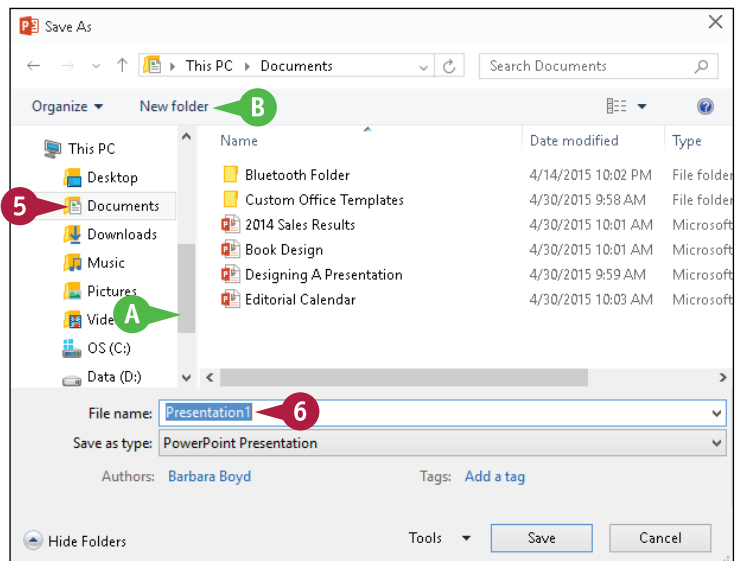 Save As
This PC Documents Search Documents
Organize New folder B
Name Date modified Type
This PC
Desktop
5 Documents
Downloads
Music
Pictures
Vide A
OS (C:)
Data (D:)
Bluetooth Folder 4/14/2015 10:02 PM File folder
Custom Office Templates 4/30/2015 9:58 AM File folder
2014 Sales Results 4/30/2015 10:01 AM Microsoft
Book Design 4/30/2015 10:01 AM Microsoft
Designing A Presentation 4/30/2015 9:59 AM Microsoft
Editorial Calendar 4/30/2015 10:03 AM Microsoft
File name: Presentation1 6
Save as type: PowerPoint Presentation
Authors: Barbara Boyd Tags: Add a tag
Hide Folders Tools Save Cancel